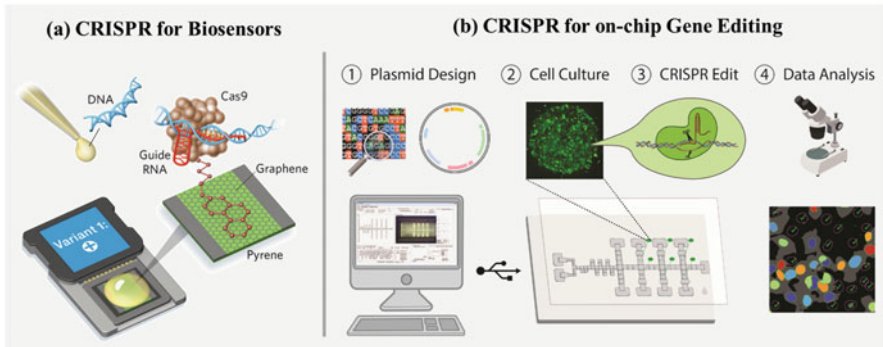 (a) CRISPR for Biosensors
DNA
Cas9
Guide
RNA
Graphene
Pyrene
Variant 1:
(b) CRISPR for on-chip Gene Editing
1 Plasmid Design
2 Cell Culture
3 CRISPR Edit
4 Data Analysis